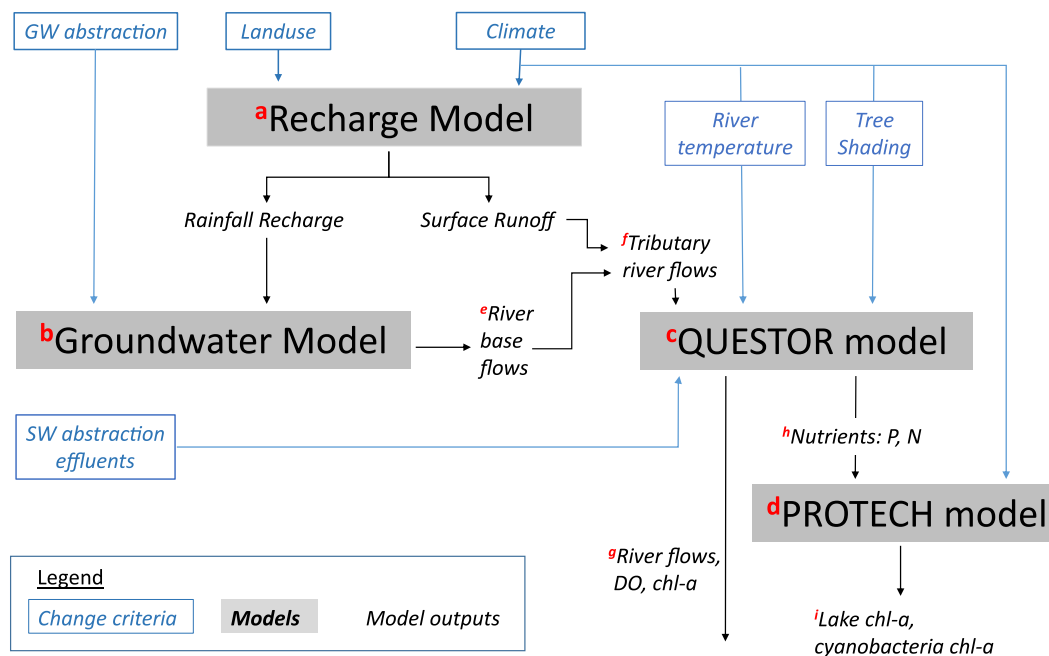 GW abstraction
Landuse
Climate
aRecharge Model
River
temperature
Tree
Shading
Rainfall Recharge
Surface Runoff
fTributary
river flows
bGroundwater Model
eRiver
base
flows
cQUESTOR model
SW abstraction
effluents
hNutrients: P, N
dPROTECH model
gRiver flows,
DO, chl-a
iLake chl-a,
cyanobacteria chl-a
Legend
Change criteria
Models
Model outputs